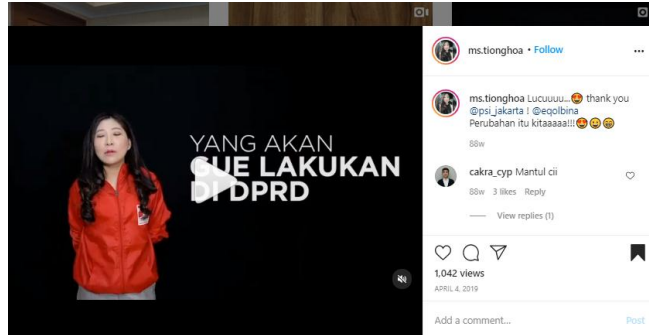 ms.tionghoa • Follow
ms.tionghoa Lucuuuu...😍 thank you
@psi_jakarta ! @eqolbina
Perubahan itu kitaaaaa!!!😍😄😁
88w
YANG AKAN
GUE LAKUKAN
DI DPRD
cakra_cyp Mantul cii
88w 3 likes Reply
View replies (1)
1,042 views
APRIL 4, 2019
Add a comment... Post